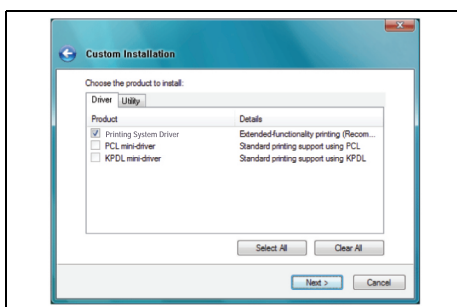 Custom Installation
Choose the product to install:
Driver Utility
Product Details
Printing System Driver Extended-functionality printing (Recom...
PCL mini-driver Standard printing support using PCL
KPDL mini-driver Standard printing support using KPDL
Select All Clear All
Next > Cancel